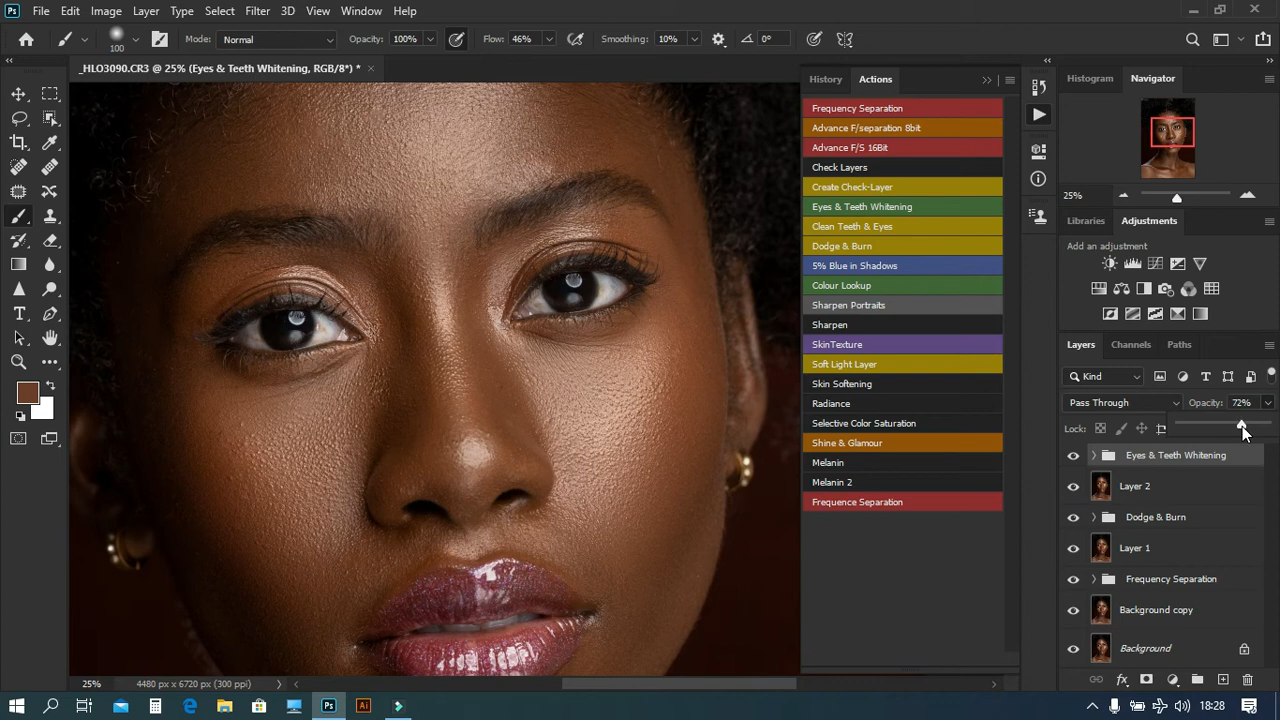 Ps File Edit Image Layer Type Select Filter 3D View Window Help
100 Mode: Normal Opacity: 100% Flow: 46% Smoothing: 10% 0°
_HLO3090.CR3 @ 25% (Eyes & Teeth Whitening, RGB/8*) *
History Actions
Frequency Separation
Advance F/separation 8bit
Advance F/S 16Bit
Check Layers
Create Check-Layer
Eyes & Teeth Whitening
Clean Teeth & Eyes
Dodge & Burn
5% Blue in Shadows
Colour Lookup
Sharpen Portraits
Sharpen
SkinTexture
Soft Light Layer
Skin Softening
Radiance
Selective Color Saturation
Shine & Glamour
Melanin
Melanin 2
Frequence Separation
Histogram Navigator
25%
Libraries Adjustments
Add an adjustment
Layers Channels Paths
Kind
Pass Through Opacity: 72%
Lock:
Eyes & Teeth Whitening
Layer 2
Dodge & Burn
Layer 1
Frequency Separation
Background copy
Background
25% 4480 px x 6720 px (300 ppi)
Ps Ai 18:28